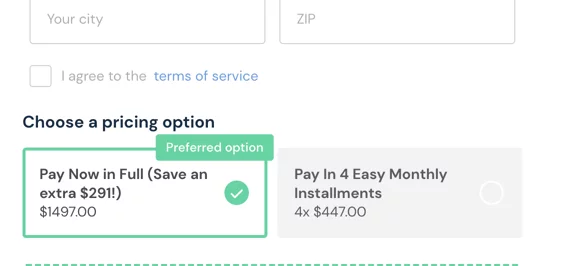 Your city
ZIP
I agree to the terms of service
Choose a pricing option
Preferred option
Pay Now in Full (Save an
extra $291!)
$1497.00
Pay In 4 Easy Monthly
Installments
4x $447.00